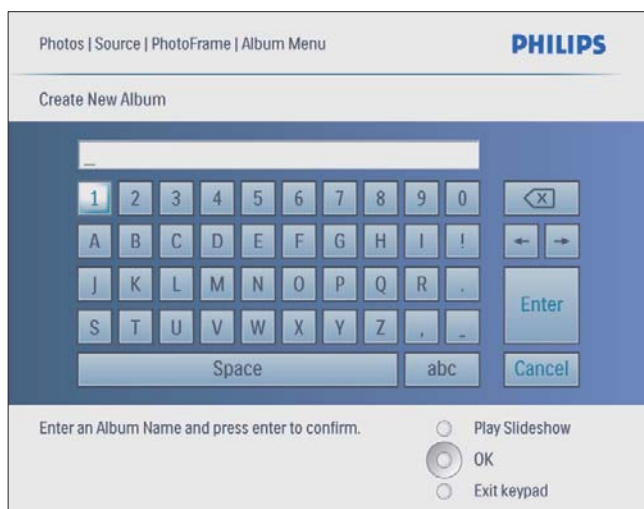 Photos | Source | PhotoFrame | Album Menu
PHILIPS
Create New Album
_
1 2 3 4 5 6 7 8 9 0
A B C D E F G H I !
← →
J K L M N O P Q R .
Enter
S T U V W X Y Z , _
Space abc Cancel
Enter an Album Name and press enter to confirm.
Play Slideshow
OK
Exit keypad